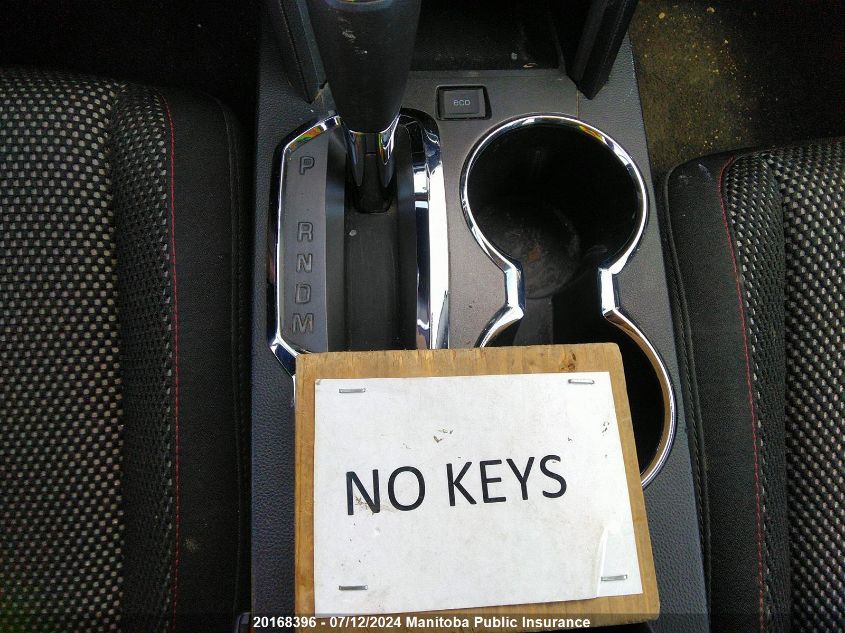 ECO
P
R
N
D
M
NO KEYS
20168396 - 07/12/2024 Manitoba Public Insurance